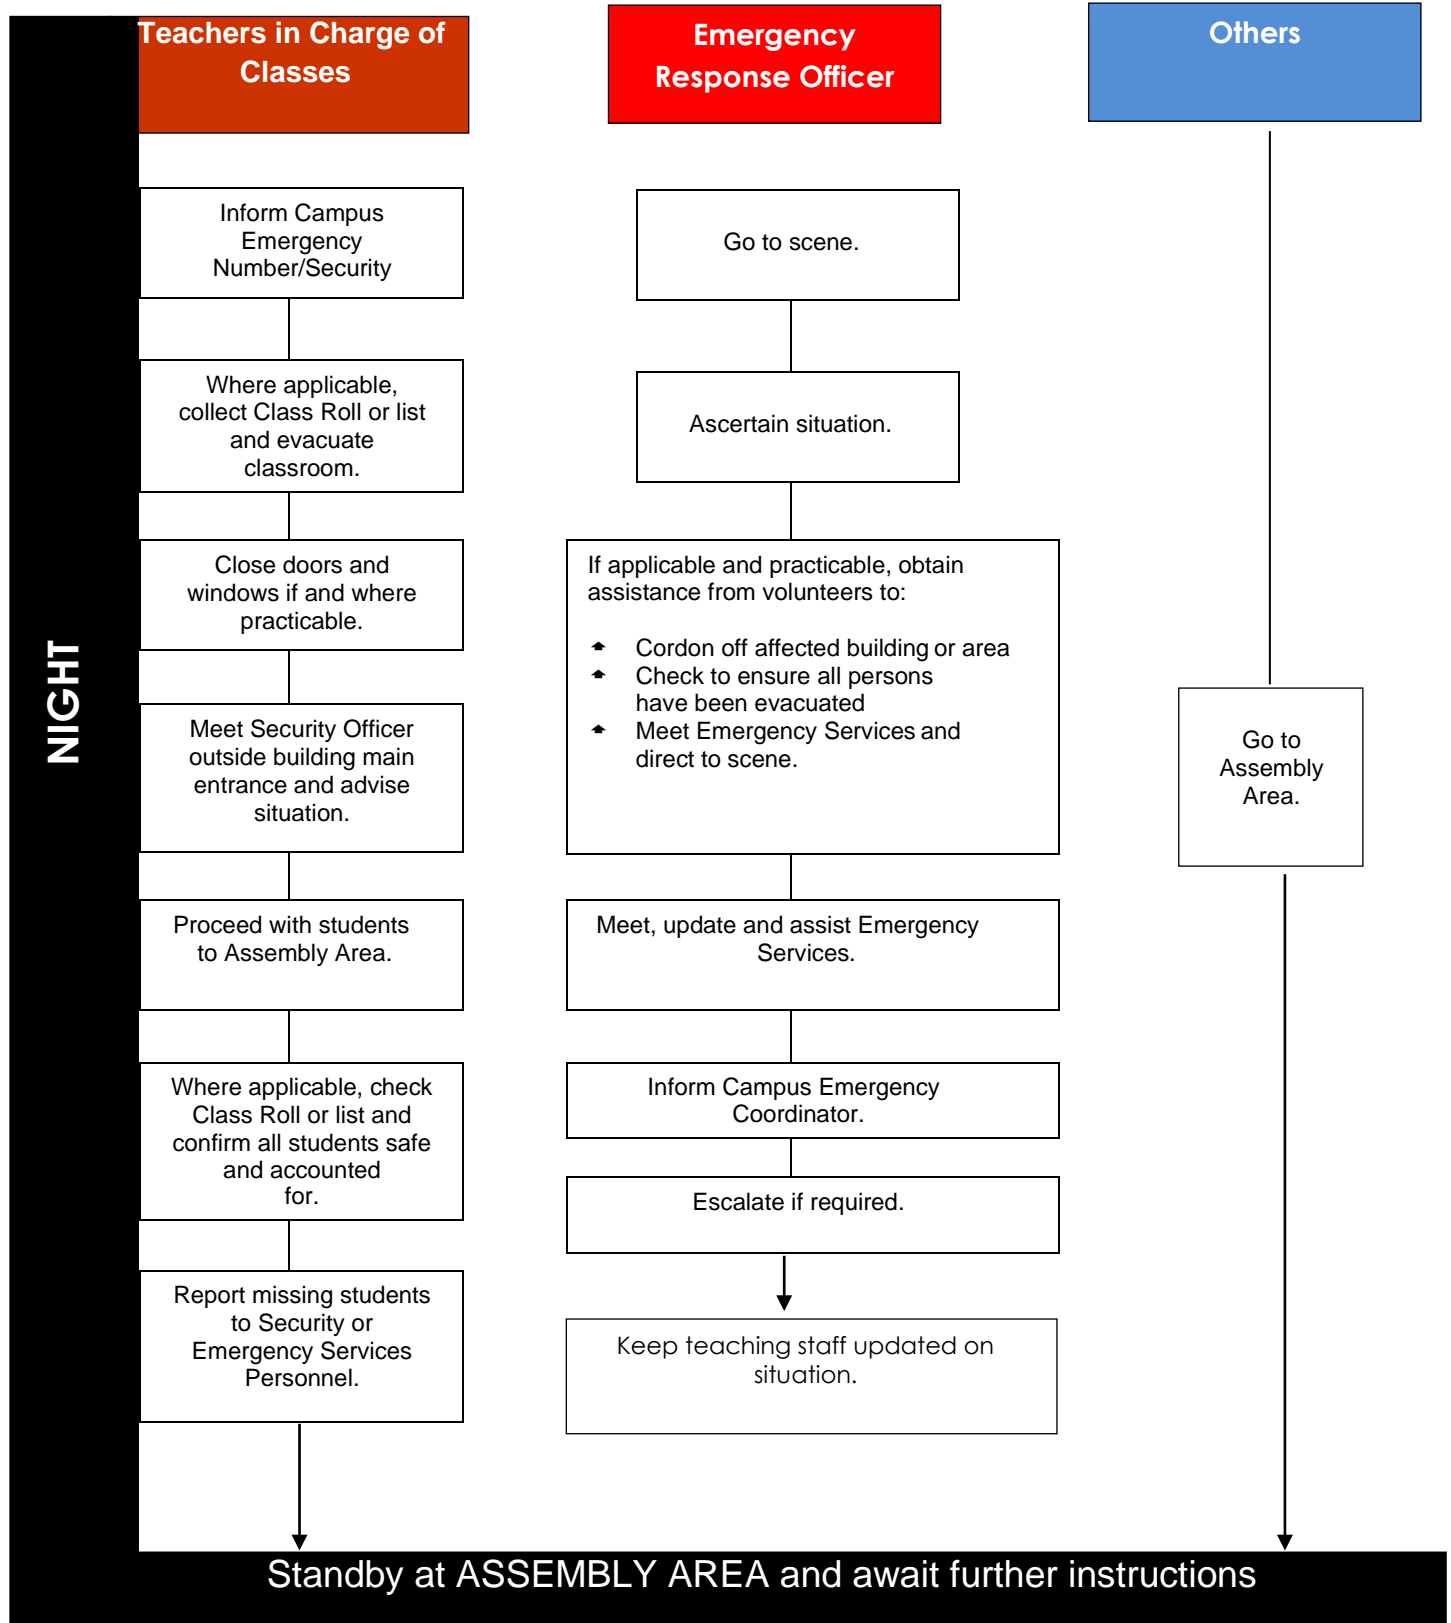 NIGHT
Teachers in Charge of
Classes
Inform Campus
Emergency
Number/Security
Where applicable,
collect Class Roll or list
and evacuate
classroom.
Close doors and
windows if and where
practicable.
Meet Security Officer
outside building main
entrance and advise
situation.
Proceed with students
to Assembly Area.
Where applicable, check
Class Roll or list and
confirm all students safe
and accounted
for.
Report missing students
to Security or
Emergency Services
Personnel.
Emergency
Response Officer
Go to scene.
Ascertain situation.
If applicable and practicable, obtain
assistance from volunteers to:
Cordon off affected building or area
Check to ensure all persons
have been evacuated
Meet Emergency Services and
direct to scene.
Meet, update and assist Emergency
Services.
Inform Campus Emergency
Coordinator.
Escalate if required.
Keep teaching staff updated on
situation.
Others
Go to
Assembly
Area.
Standby at ASSEMBLY AREA and await further instructions